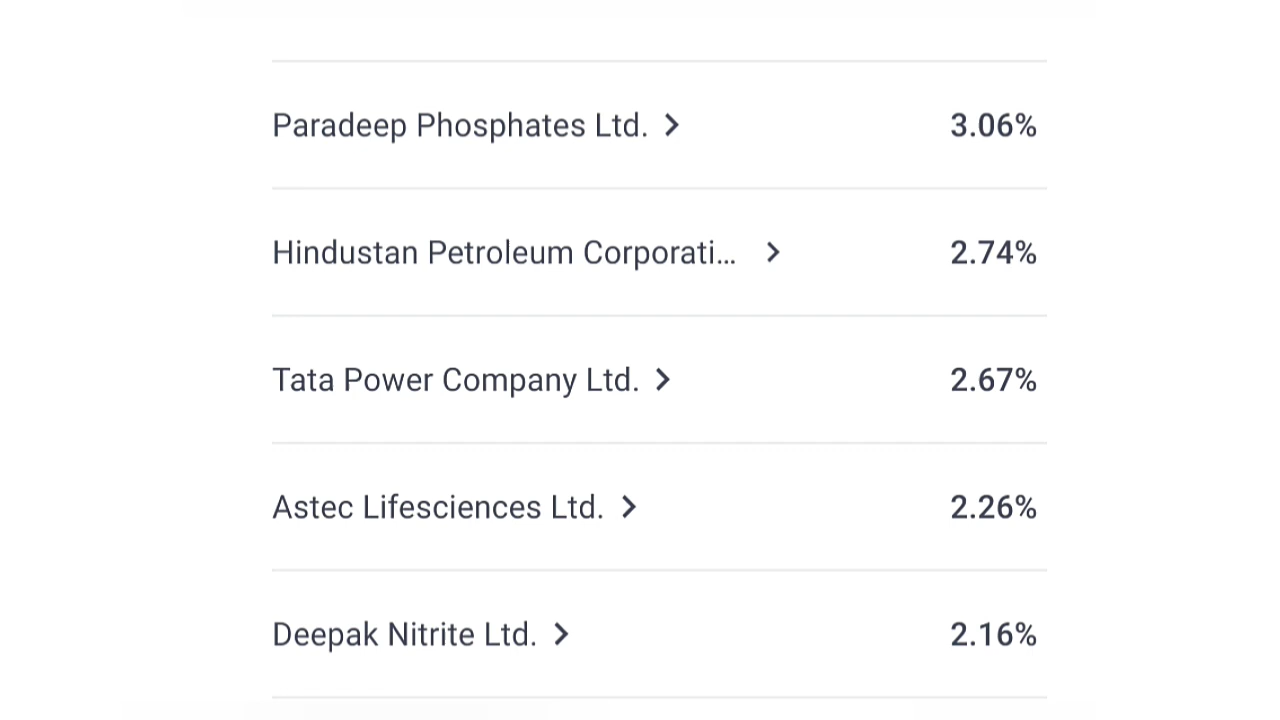 Paradeep Phosphates Ltd. 3.06%
Hindustan Petroleum Corporati... 2.74%
Tata Power Company Ltd. 2.67%
Astec Lifesciences Ltd. 2.26%
Deepak Nitrite Ltd. 2.16%